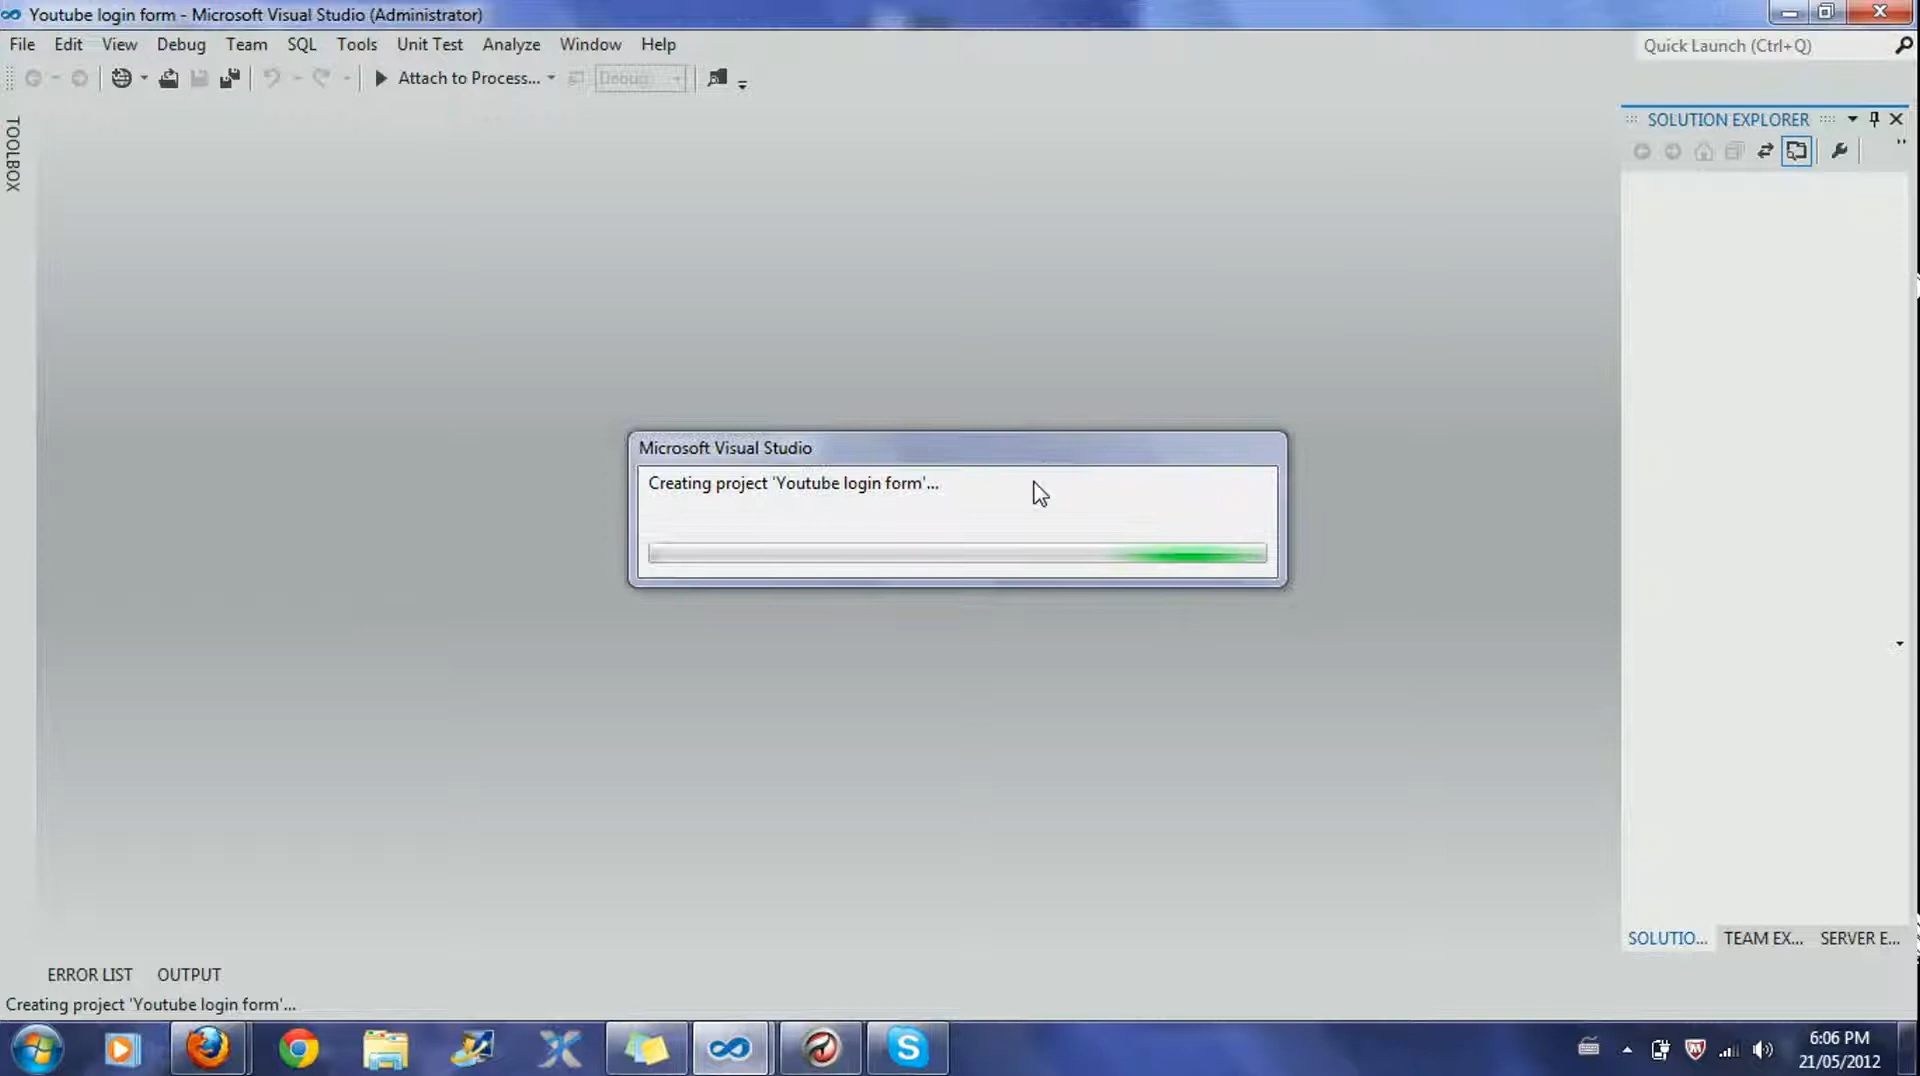 Youtube login form - Microsoft Visual Studio (Administrator)
File Edit View Debug Team SQL Tools Unit Test Analyze Window Help
Quick Launch (Ctrl+Q)
Attach to Process... Debug
TOOLBOX
SOLUTION EXPLORER
Microsoft Visual Studio
Creating project 'Youtube login form'...
SOLUTIO... TEAM EX... SERVER E...
ERROR LIST OUTPUT
Creating project 'Youtube login form'...
6:06 PM
21/05/2012